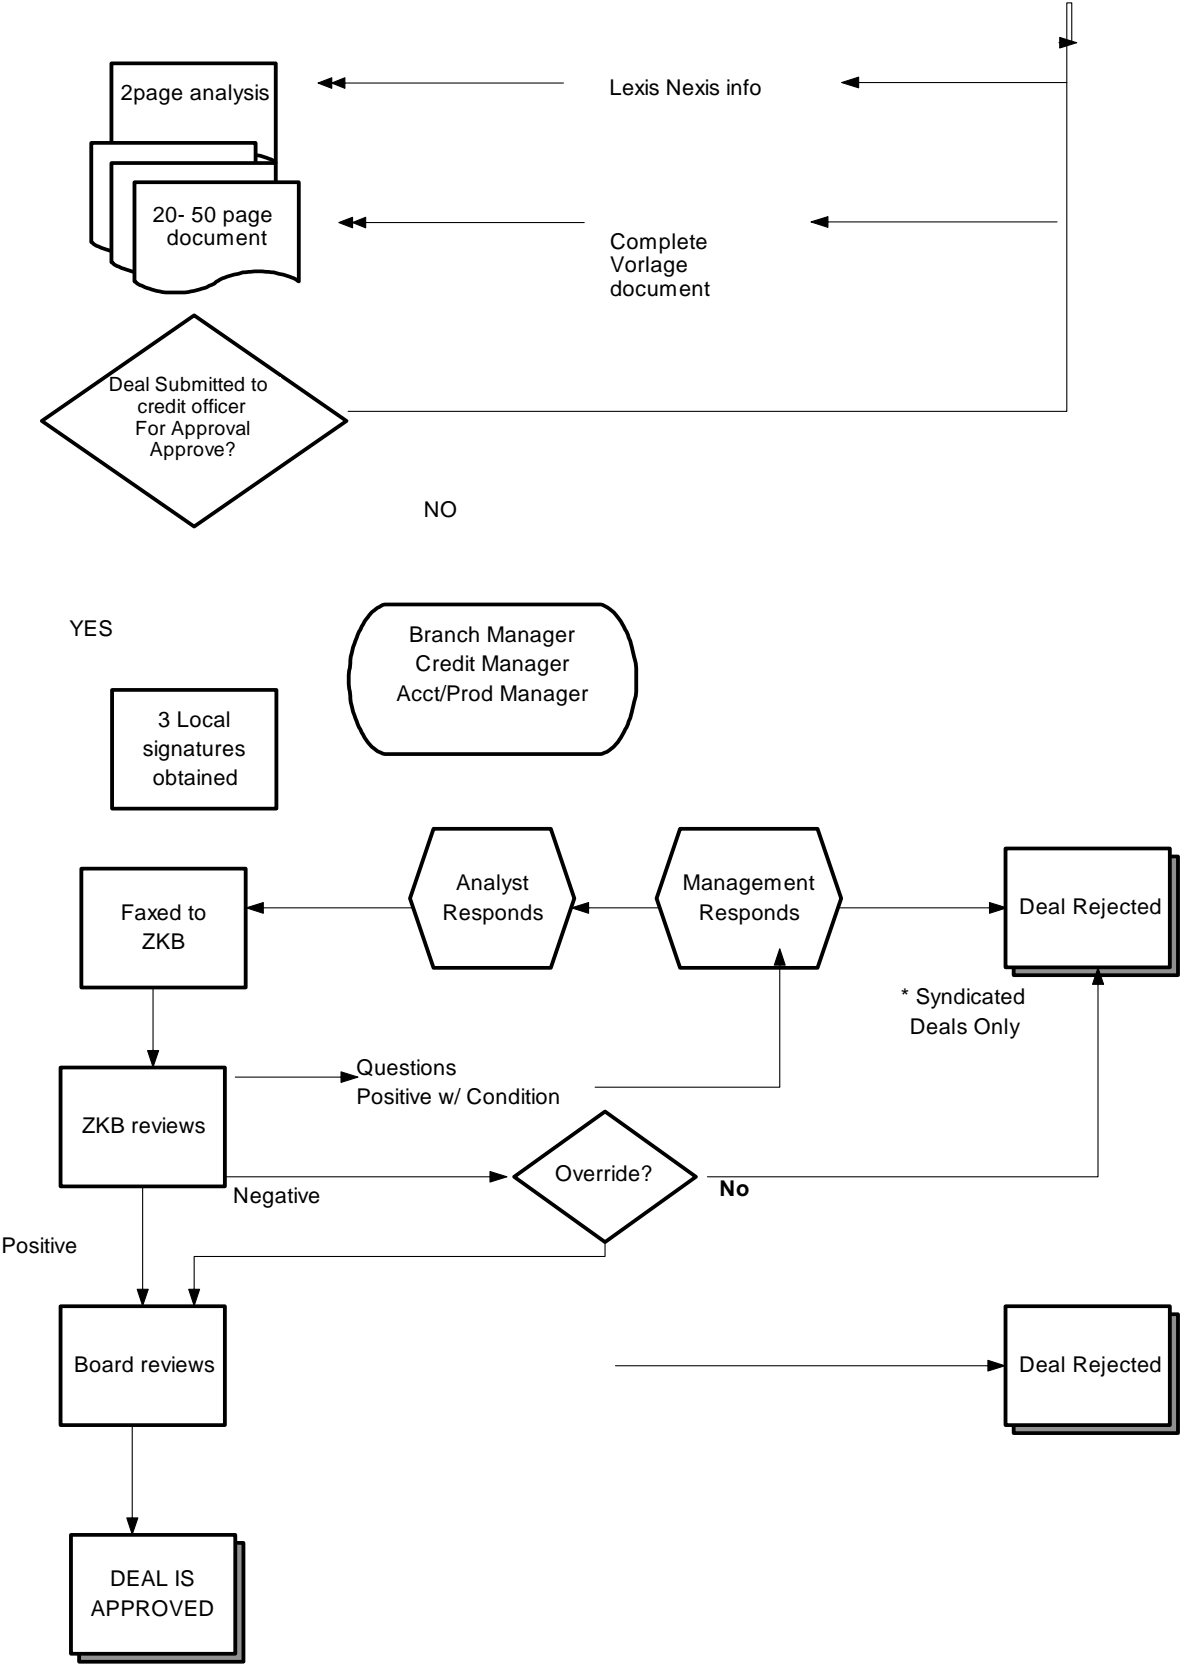 2page analysis
Lexis Nexis info
20- 50 page
document
Complete
Vorlage
document
Deal Submitted to
credit officer
For Approval
Approve?
NO
YES
Branch Manager
Credit Manager
Acct/Prod Manager
3 Local
signatures
obtained
Faxed to
ZKB
Analyst
Responds
Management
Responds
Deal Rejected
* Syndicated
Deals Only
Questions
Positive w/ Condition
ZKB reviews
Negative
Override?
No
Positive
Board reviews
Deal Rejected
DEAL IS
APPROVED